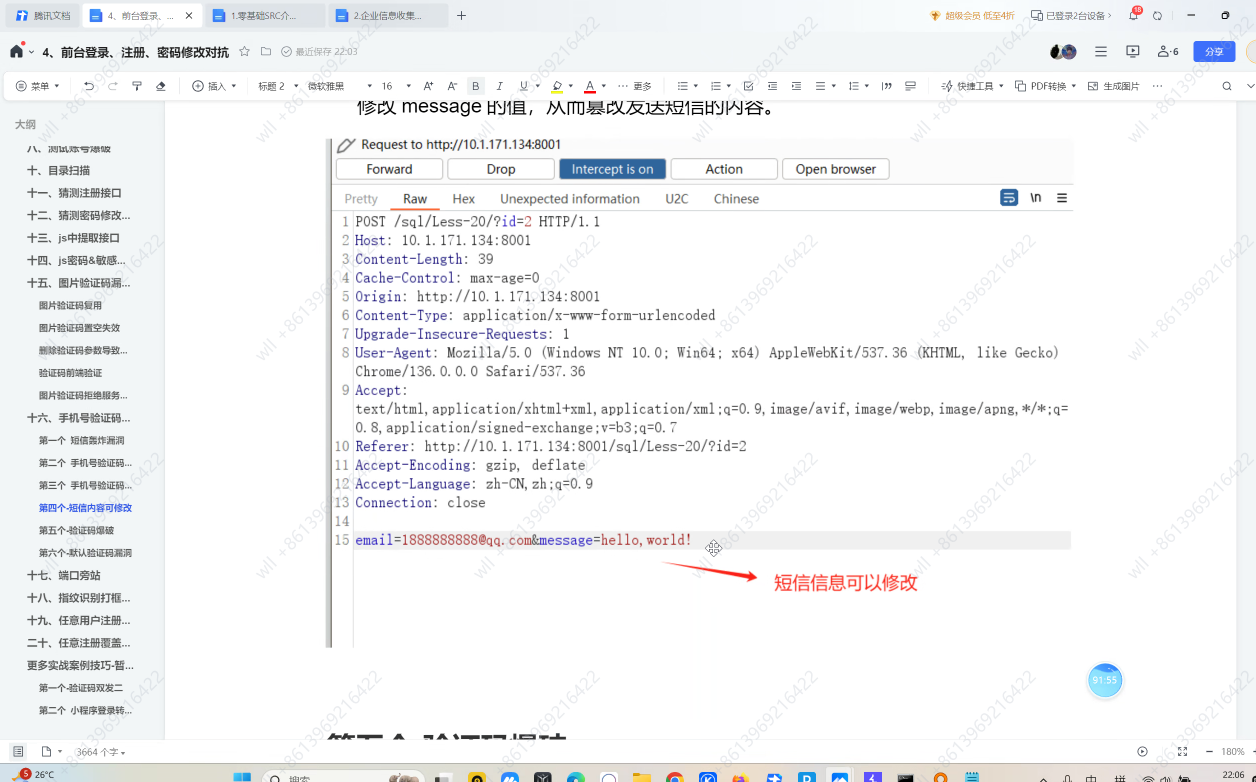 腾讯文档
4、前台登录、...
1.零基础SRC介...
2.企业信息收集...
超级会员 低至4折
已登录2台设备
18
4、前台登录、注册、密码修改对抗
最近保存 22:03
6
分享
菜单
插入
标题 2
微软雅黑
16
A+
A-
B
I
U
A
更多
快捷工具
PDF转换
生成图片
大纲
八、测试账号爆破
十、目录扫描
十一、猜测注册接口
十二、猜测密码修改...
十三、js中提取接口
十四、js密码&敏感...
十五、图片验证码漏...
图片验证码复用
图片验证码置空失效
删除验证码参数导致...
验证码前端验证
图片验证码拒绝服务...
十六、手机号验证码...
第一个 短信轰炸漏洞
第二个 手机号验证码...
第三个 手机号验证码...
第四个-短信内容可修改
第五个-验证码爆破
第六个-默认验证码漏洞
十七、端口旁站
十八、指纹识别打框...
十九、任意用户注册...
二十、任意注册覆盖...
更多实战案例技巧-暂...
第一个-验证码双发二
第二个 小程序登录转...
修改 message 的值，从而篡改发送短信的内容。
Request to http://10.1.171.134:8001
Forward
Drop
Intercept is on
Action
Open browser
Pretty
Raw
Hex
Unexpected information
U2C
Chinese
\n
1 POST /sql/Less-20/?id=2 HTTP/1.1
2 Host: 10.1.171.134:8001
3 Content-Length: 39
4 Cache-Control: max-age=0
5 Origin: http://10.1.171.134:8001
6 Content-Type: application/x-www-form-urlencoded
7 Upgrade-Insecure-Requests: 1
8 User-Agent: Mozilla/5.0 (Windows NT 10.0; Win64; x64) AppleWebKit/537.36 (KHTML, like Gecko)
Chrome/136.0.0.0 Safari/537.36
9 Accept:
text/html,application/xhtml+xml,application/xml;q=0.9,image/avif,image/webp,image/apng,*/*;q=
0.8,application/signed-exchange;v=b3;q=0.7
10 Referer: http://10.1.171.134:8001/sql/Less-20/?id=2
11 Accept-Encoding: gzip, deflate
12 Accept-Language: zh-CN,zh;q=0.9
13 Connection: close
14
15 email=1888888888@qq.com&message=hello,world!
短信信息可以修改
91:55
第五个-验证码爆破
3664 个字
180%
5
26°C
搜索
中
拼
22:03
wll +8613969216422